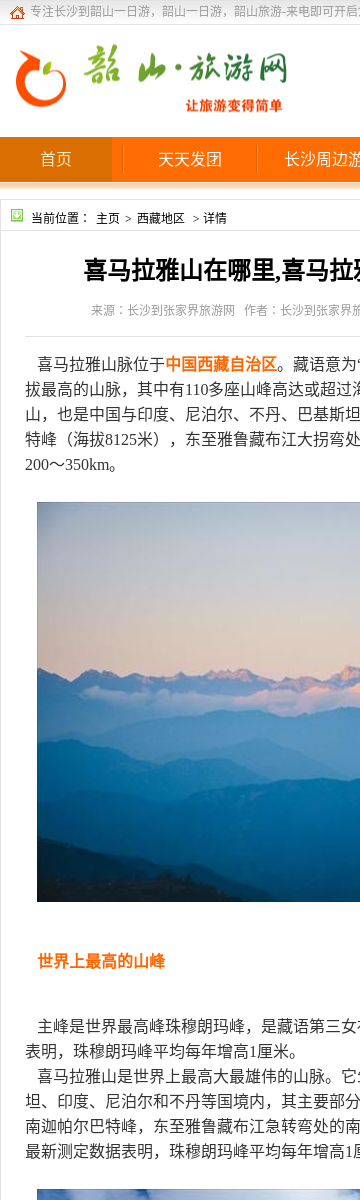 专注长沙到韶山一日游，韶山一日游，韶山旅游-来电即可开启
韶山·旅游网
让旅游变得简单
首页 天天发团 长沙周边游
当前位置： 主页 > 西藏地区 > 详情
喜马拉雅山在哪里,喜马拉雅
来源：长沙到张家界旅游网 作者：长沙到张家界旅
喜马拉雅山脉位于中国西藏自治区。藏语意为“
拔最高的山脉，其中有110多座山峰高达或超过海
山，也是中国与印度、尼泊尔、不丹、巴基斯坦
特峰（海拔8125米），东至雅鲁藏布江大拐弯处
200～350km。
世界上最高的山峰
主峰是世界最高峰珠穆朗玛峰，是藏语第三女
表明，珠穆朗玛峰平均每年增高1厘米。
喜马拉雅山是世界上最高大最雄伟的山脉。它
坦、印度、尼泊尔和不丹等国境内，其主要部分
南迦帕尔巴特峰，东至雅鲁藏布江急转弯处的南
最新测定数据表明，珠穆朗玛峰平均每年增高1厘